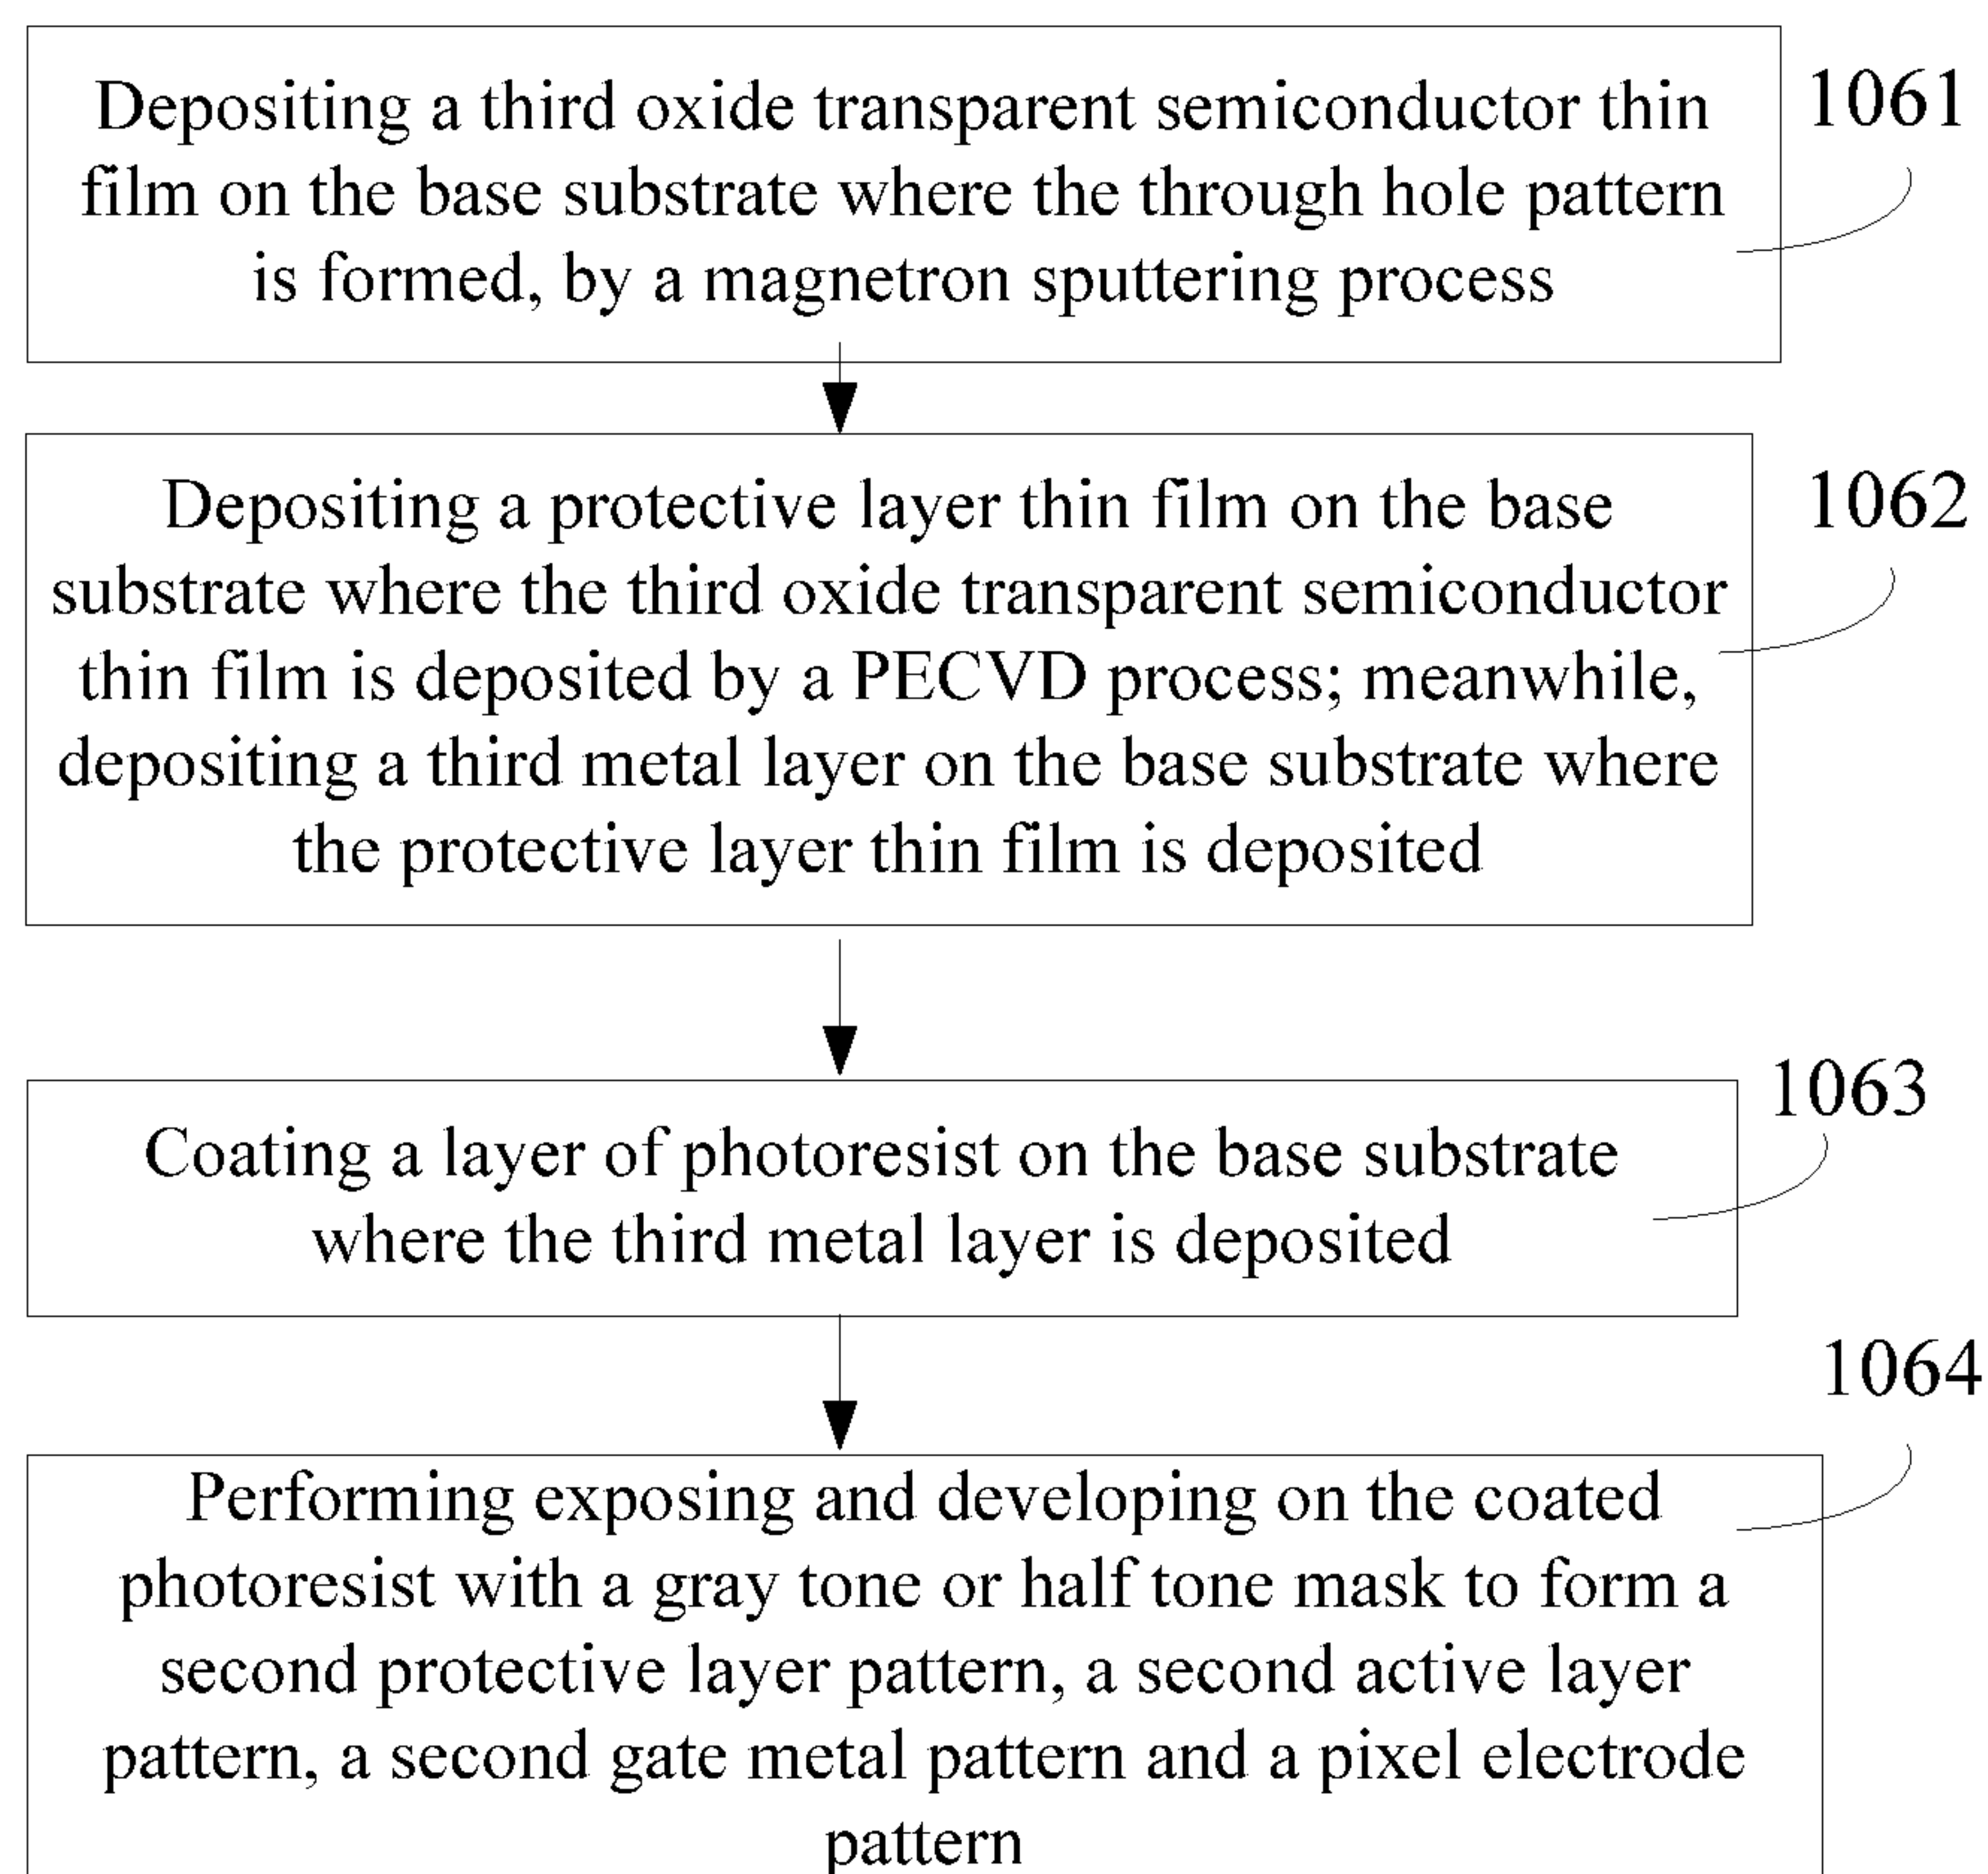 Depositing a third oxide transparent semiconductor thin
film on the base substrate where the through hole pattern
is formed, by a magnetron sputtering process
1061
Depositing a protective layer thin film on the base
substrate where the third oxide transparent semiconductor
thin film is deposited by a PECVD process; meanwhile,
depositing a third metal layer on the base substrate where
the protective layer thin film is deposited
1062
Coating a layer of photoresist on the base substrate
where the third metal layer is deposited
1063
Performing exposing and developing on the coated
photoresist with a gray tone or half tone mask to form a
second protective layer pattern, a second active layer
pattern, a second gate metal pattern and a pixel electrode
pattern
1064